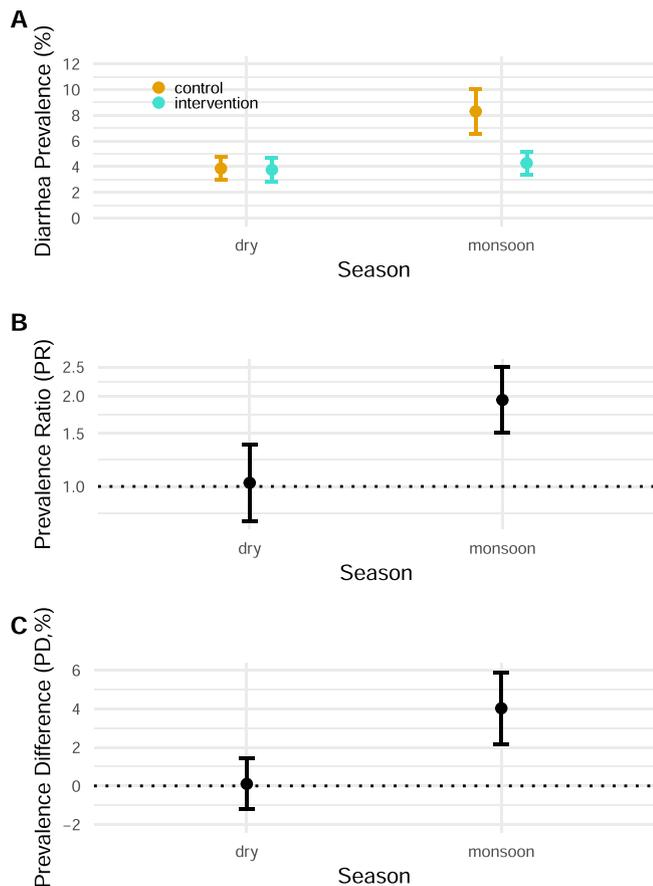 A
Diarrhea Prevalence (%)
12
10
8
6
4
2
0
control
intervention
dry
monsoon
Season
B
Prevalence Ratio (PR)
2.5
2.0
1.5
1.0
dry
monsoon
Season
C
Prevalence Difference (PD,%)
6
4
2
0
−2
dry
monsoon
Season